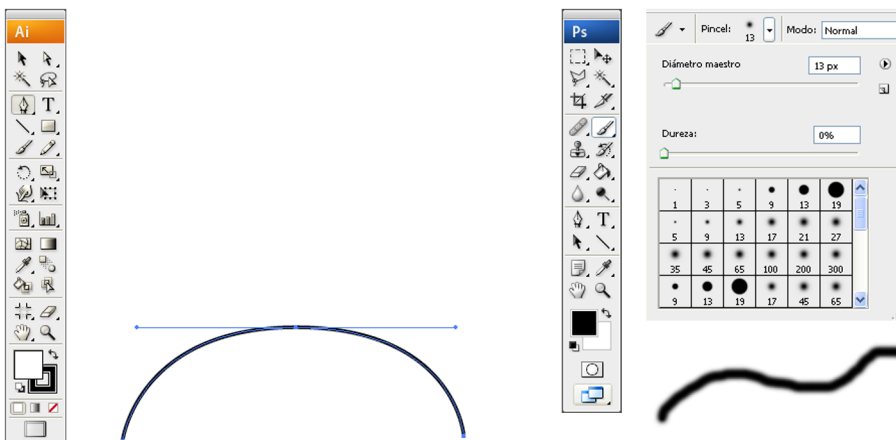 Ai
T
Ps
T
Pincel:
13
Modo:
Normal
Diámetro maestro
13 px
Dureza:
0%
1 3 5 9 13 19
5 9 13 17 21 27
35 45 65 100 200 300
9 13 19 17 45 65